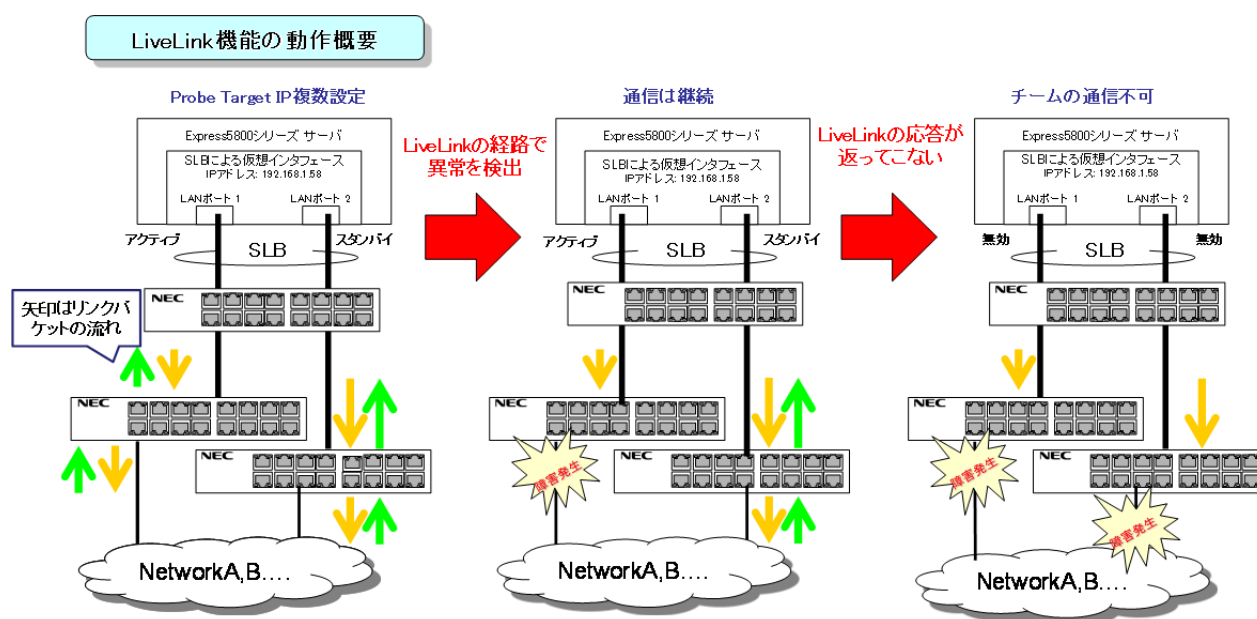 LiveLink機能の動作概要
Probe Target IP複数設定
Express5800シリーズ サーバ
SLBによる仮想インタフェース
IPアドレス: 192.168.1.58
LANポート 1
LANポート 2
アクティブ
スタンバイ
SLB
矢印はリンクパ
ケットの流れ
NEC
NEC
NEC
NetworkA,B....
LiveLinkの経路で
異常を検出
通信は継続
Express5800シリーズ サーバ
SLBによる仮想インタフェース
IPアドレス: 192.168.1.58
LANポート 1
LANポート 2
アクティブ
スタンバイ
SLB
NEC
NEC
NEC
障害発生
NetworkA,B....
LiveLinkの応答が
返ってこない
チームの通信不可
Express5800シリーズ サーバ
SLBによる仮想インタフェース
IPアドレス: 192.168.1.58
LANポート 1
LANポート 2
無効
無効
SLB
NEC
NEC
NEC
障害発生
障害発生
NetworkA,B....